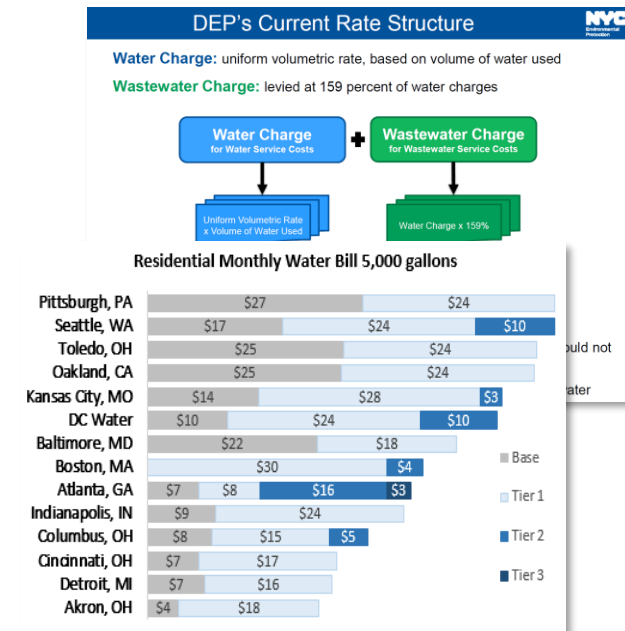 DEP's Current Rate Structure
NYC
Environmental
Protection
Water Charge: uniform volumetric rate, based on volume of water used
Wastewater Charge: levied at 159 percent of water charges
Water Charge
for Water Service Costs
Wastewater Charge
for Wastewater Service Costs
Uniform Volumetric Rate
x Volume of Water Used
Water Charge x 159%
Residential Monthly Water Bill 5,000 gallons
Pittsburgh, PA $27 $24
Seattle, WA $17 $24 $10
Toledo, OH $25 $24
Oakland, CA $25 $24
Kansas City, MO $14 $28 $3
DC Water $10 $24 $10
Baltimore, MD $22 $18
Boston, MA $30 $4
Atlanta, GA $7 $8 $16 $3
Indianapolis, IN $9 $24
Columbus, OH $8 $15 $5
Cincinnati, OH $7 $17
Detroit, MI $7 $16
Akron, OH $4 $18
Base
Tier 1
Tier 2
Tier 3
not